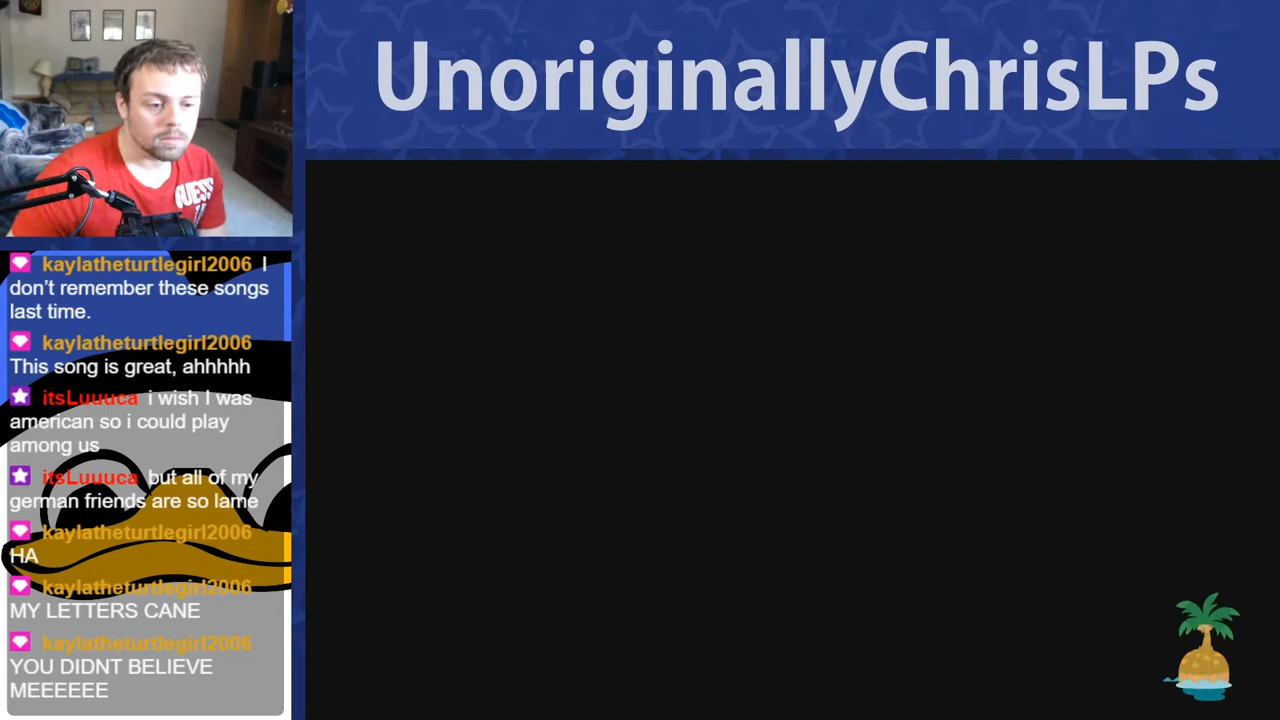 UnoriginallyChrisLPs
GUESS
kaylatheturtlegirl2006 I
don't remember these songs
last time.
kaylatheturtlegirl2006
This song is great, ahhhhh
itsLuuuca i wish I was
american so i could play
among us
itsLuuuca but all of my
german friends are so lame
kaylatheturtlegirl2006
HA
kaylatheturtlegirl2006
MY LETTERS CANE
kaylatheturtlegirl2006
YOU DIDNT BELIEVE
MEEEEEE